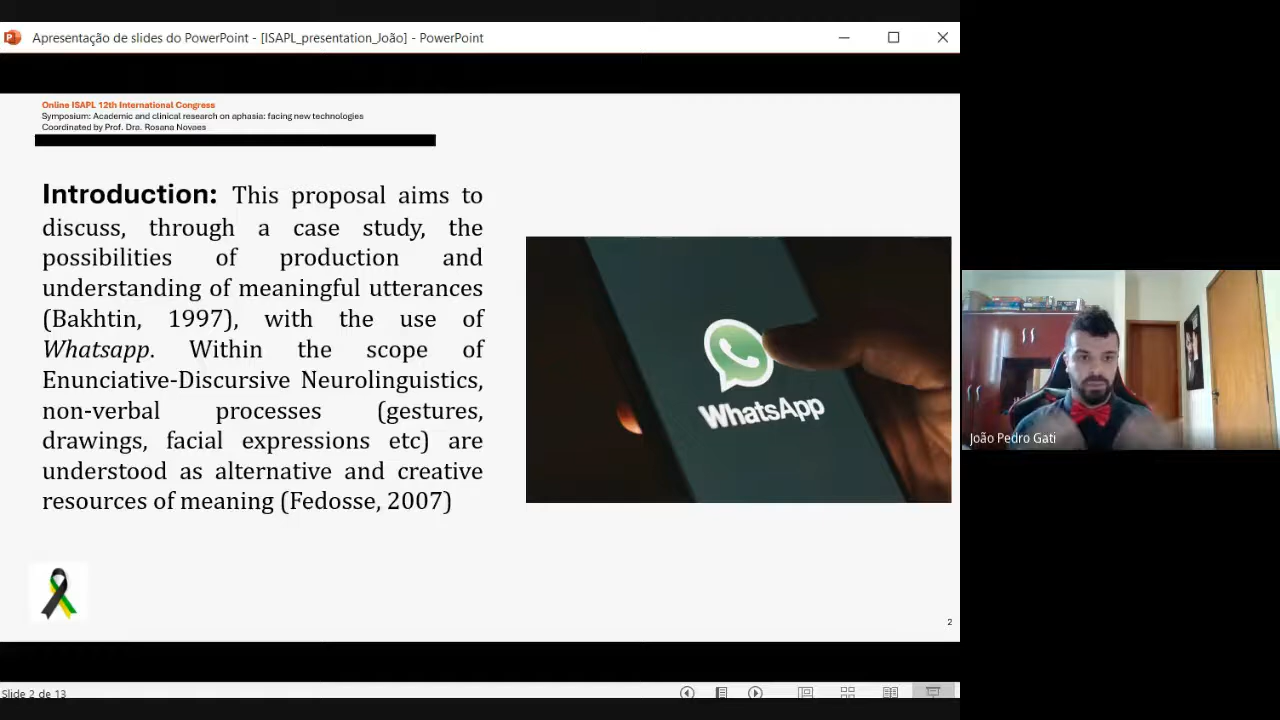 Apresentação de slides do PowerPoint - [ISAPL_presentation_João] - PowerPoint
Online ISAPL 12th International Congress
Symposium: Academic and clinical research on aphasia: facing new technologies
Coordinated by Prof. Dra. Rosana Novaes
Introduction: This proposal aims to
discuss, through a case study, the
possibilities of production and
understanding of meaningful utterances
(Bakhtin, 1997), with the use of
Whatsapp. Within the scope of
Enunciative-Discursive Neurolinguistics,
non-verbal processes (gestures,
drawings, facial expressions etc) are
understood as alternative and creative
resources of meaning (Fedosse, 2007)
WhatsApp
João Pedro Gati
2
Slide 2 de 13